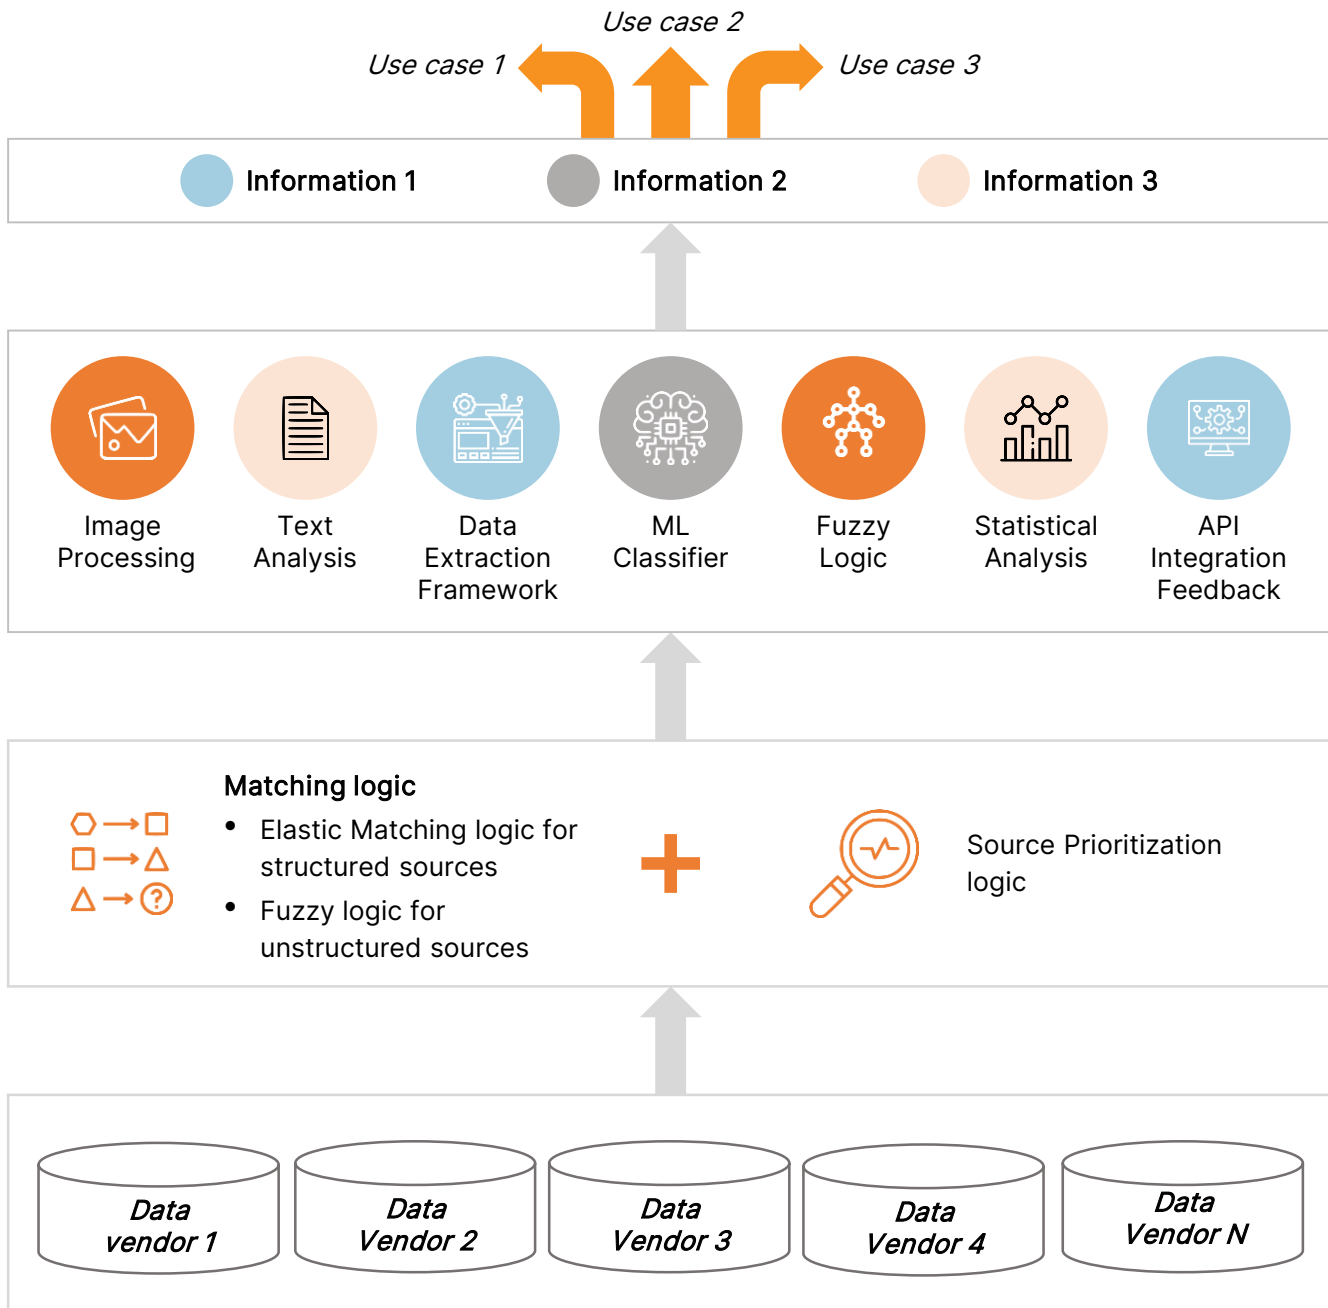 Use case 2
Use case 1
Use case 3
Information 1
Information 2
Information 3
Image
Processing
Text
Analysis
Data
Extraction
Framework
ML
Classifier
Fuzzy
Logic
Statistical
Analysis
API
Integration
Feedback
Matching logic
• Elastic Matching logic for
structured sources
• Fuzzy logic for
unstructured sources
?
Source Prioritization
logic
Data
vendor 1
Data
Vendor 2
Data
Vendor 3
Data
Vendor 4
Data
Vendor N